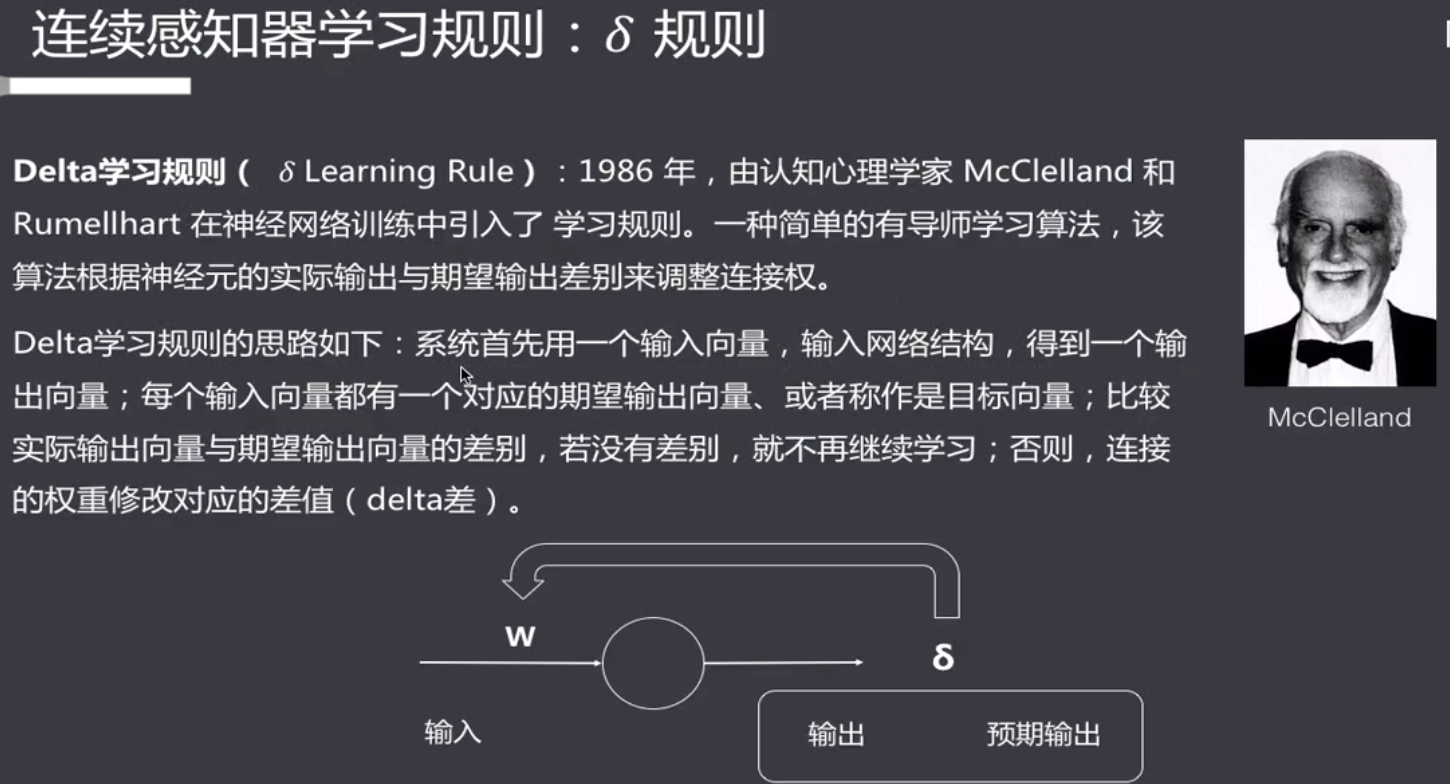 连续感知器学习规则：δ 规则
Delta学习规则（ δ Learning Rule）：1986 年，由认知心理学家 McClelland 和
Rumellhart 在神经网络训练中引入了 学习规则。一种简单的有导师学习算法，该
算法根据神经元的实际输出与期望输出差别来调整连接权。
McClelland
Delta学习规则的思路如下：系统首先用一个输入向量，输入网络结构，得到一个输
出向量；每个输入向量都有一个对应的期望输出向量、或者称作是目标向量；比较
实际输出向量与期望输出向量的差别，若没有差别，就不再继续学习；否则，连接
的权重修改对应的差值（delta差）。
w
δ
输入
输出 预期输出